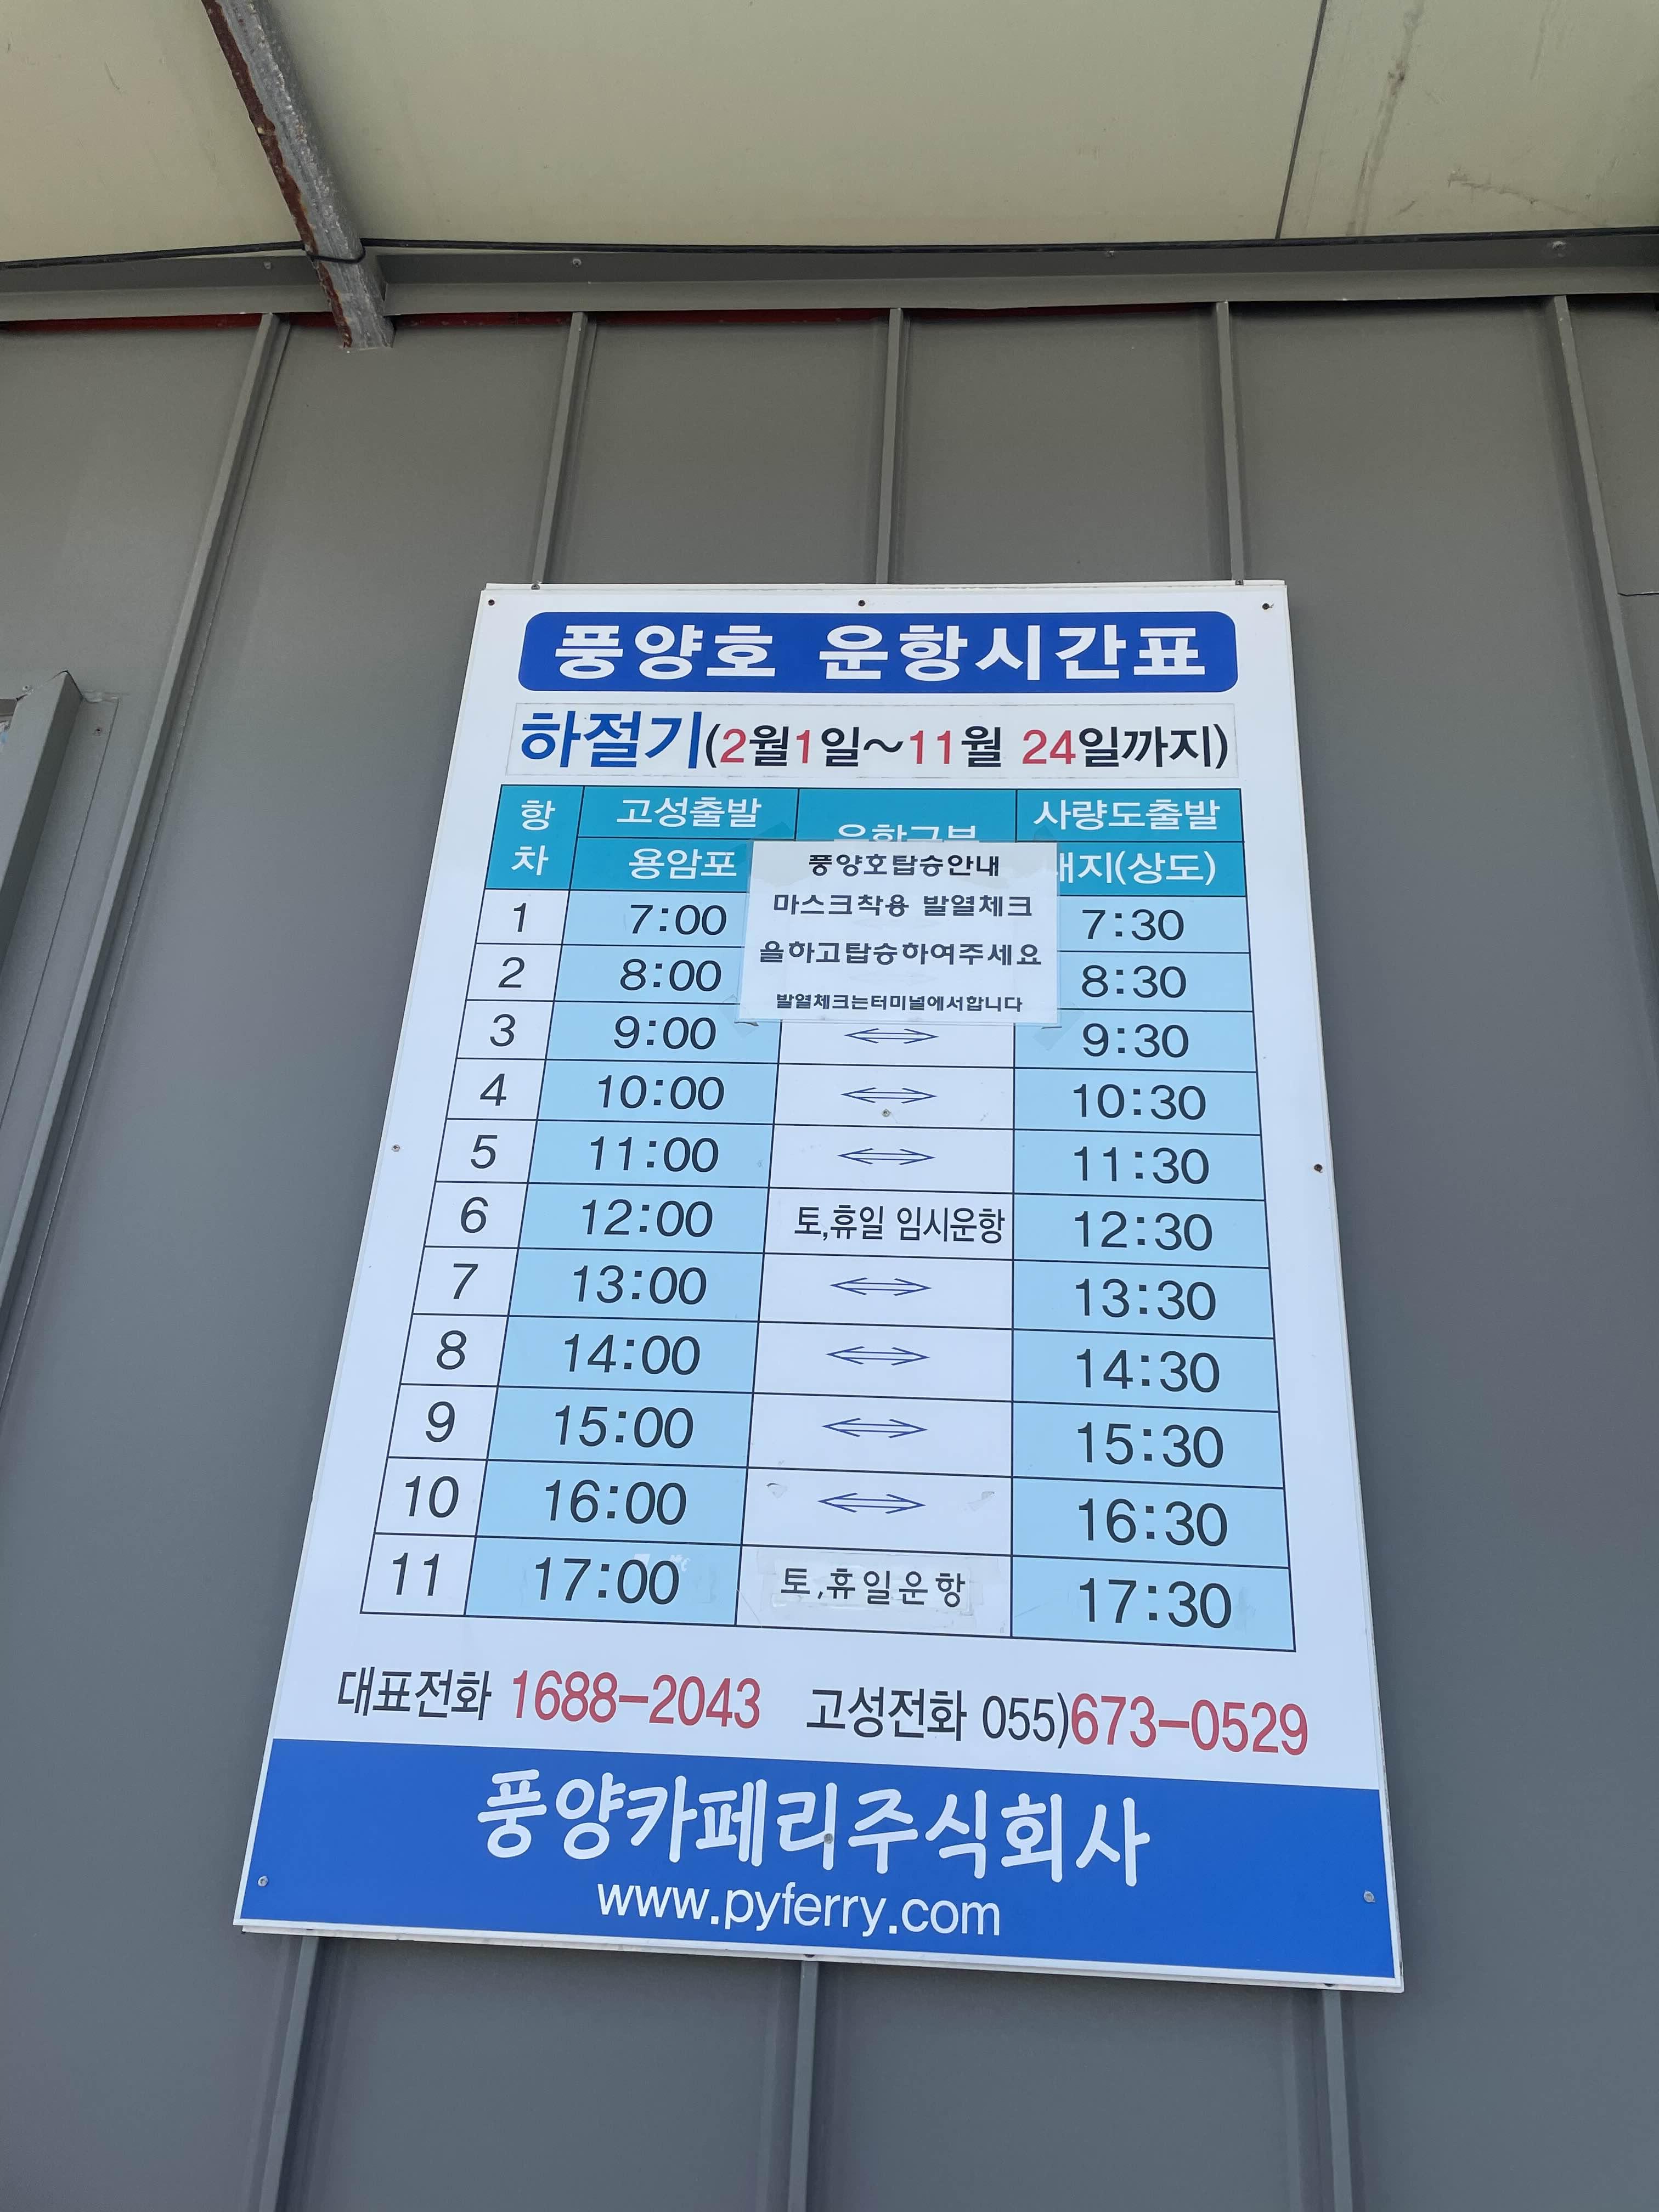 풍양호 운항시간표
하절기(2월1일~11월 24일까지)
항차 고성출발 사량도출발
용암포 (상도)
풍양호탑승안내
마스크착용 발열체크
을하고탑승하여주세요
발열체크는터미널에서합니다
1 7:00 7:30
2 8:00 8:30
3 9:00 ⟺ 9:30
4 10:00 ⟺ 10:30
5 11:00 ⟺ 11:30
6 12:00 토,휴일 임시운항 12:30
7 13:00 ⟺ 13:30
8 14:00 ⟺ 14:30
9 15:00 ⟺ 15:30
10 16:00 ⟺ 16:30
11 17:00 토,휴일운항 17:30
대표전화 1688-2043 고성전화 055)673-0529
풍양카페리주식회사
www.pyferry.com